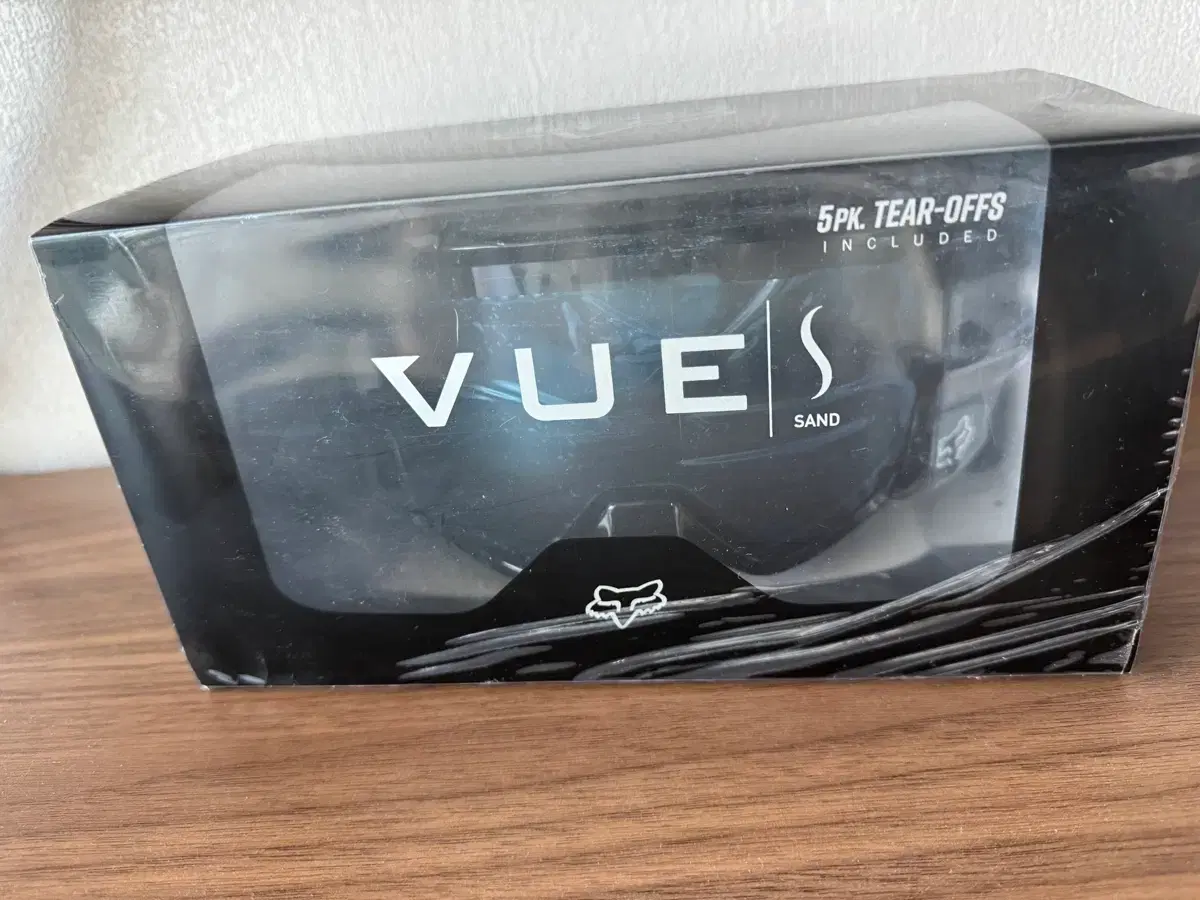 5PK. TEAR-OFFS
INCLUDED
VUE S
SAND